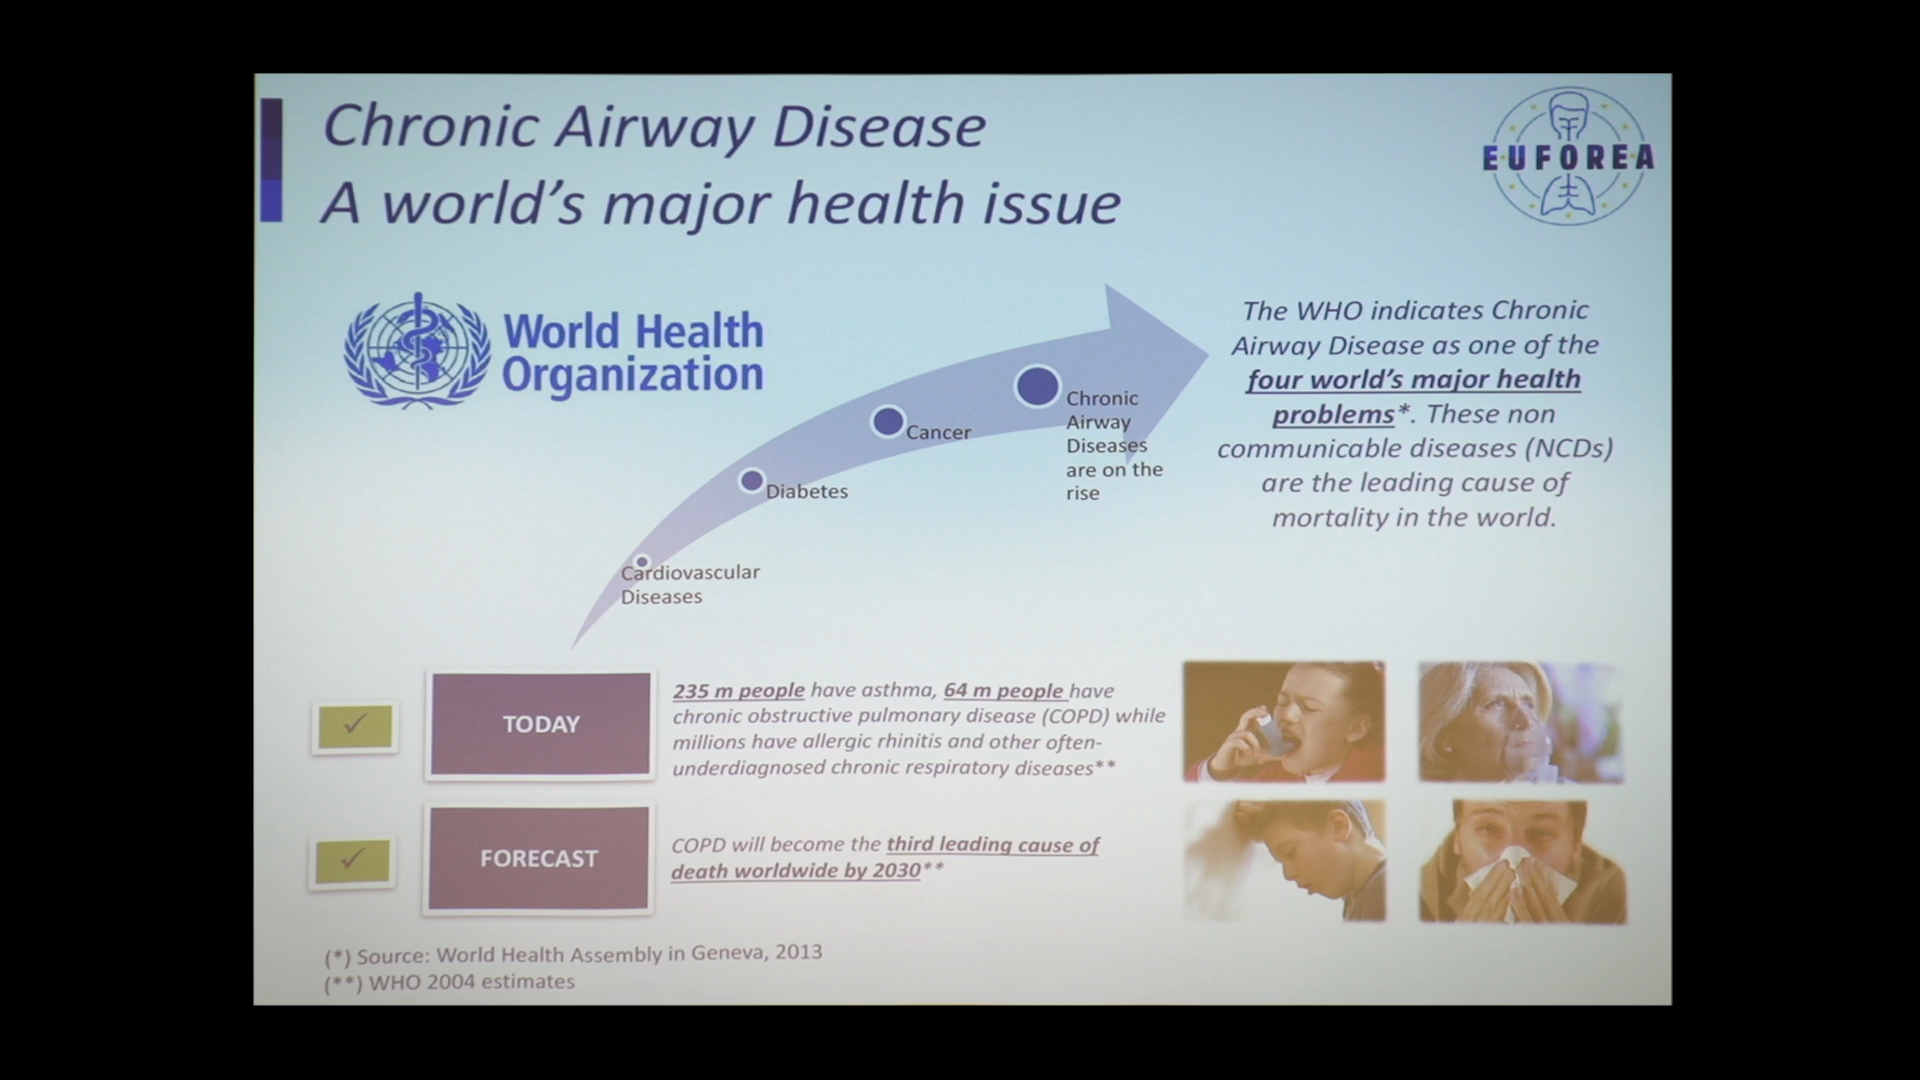 Chronic Airway Disease
A world's major health issue
EUFOREA
World Health
Organization
The WHO indicates Chronic
Airway Disease as one of the
four world's major health
problems*. These non
communicable diseases (NCDs)
are the leading cause of
mortality in the world.
Chronic
Airway
Diseases
are on the
rise
Cancer
Diabetes
Cardiovascular
Diseases
TODAY
235 m people have asthma, 64 m people have
chronic obstructive pulmonary disease (COPD) while
millions have allergic rhinitis and other often-
underdiagnosed chronic respiratory diseases**
FORECAST
COPD will become the third leading cause of
death worldwide by 2030**
(*) Source: World Health Assembly in Geneva, 2013
(**) WHO 2004 estimates